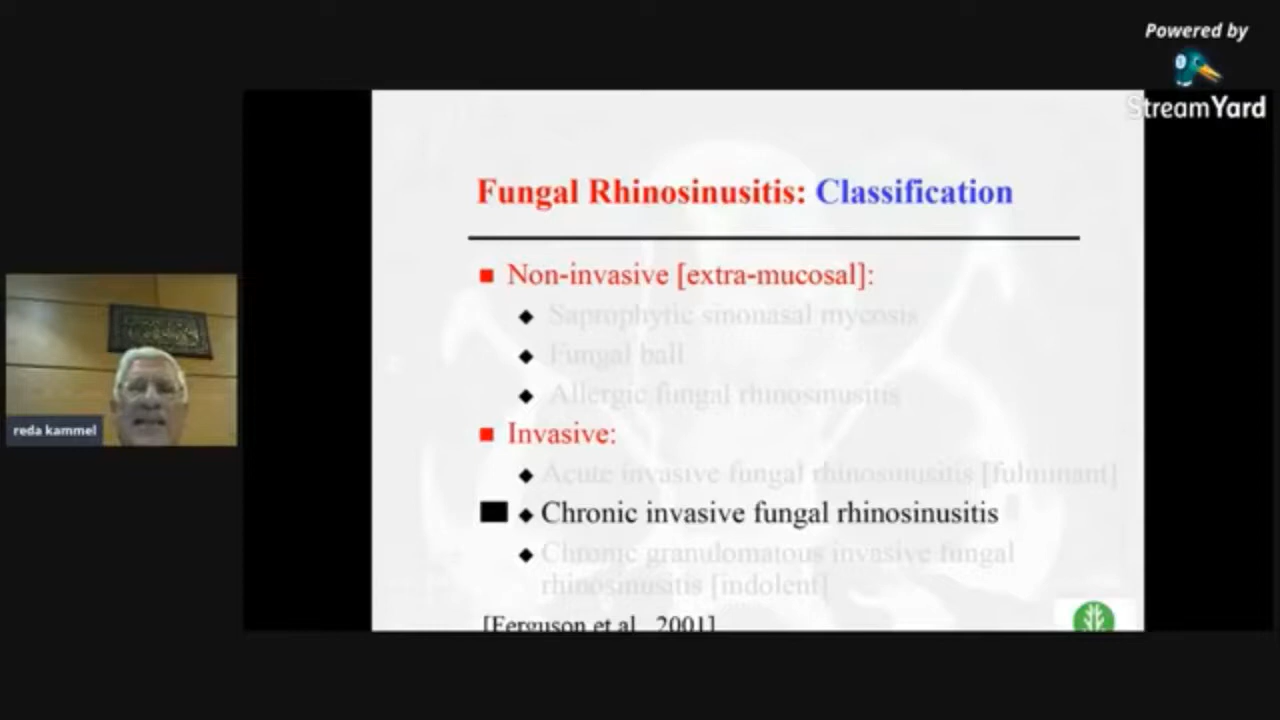 Powered by
StreamYard
Fungal Rhinosinusitis: Classification
Non-invasive [extra-mucosal]:
Saprophytic sinonasal mycosis
Fungal ball
Allergic fungal rhinosinusitis
Invasive:
Acute invasive fungal rhinosinusitis [fulminant]
Chronic invasive fungal rhinosinusitis
Chronic granulomatous invasive fungal
rhinosinusitis [indolent]
[Ferguson et al., 2001]
reda kammel